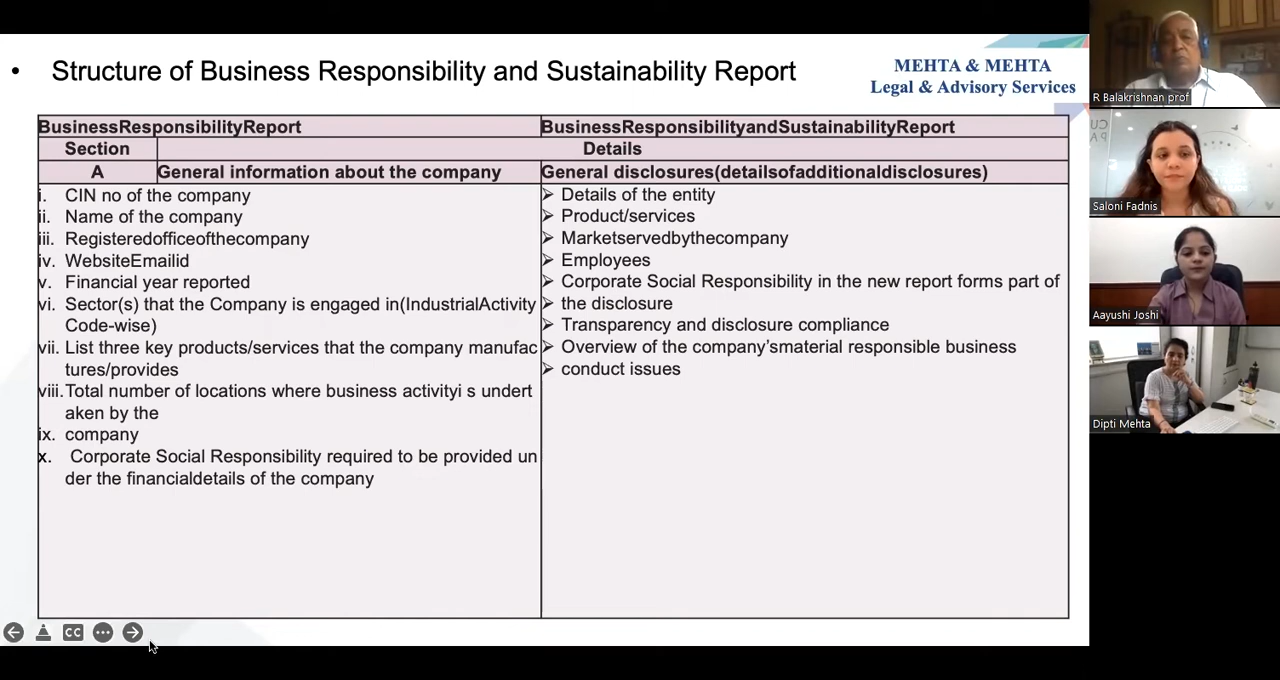 • Structure of Business Responsibility and Sustainability Report
MEHTA & MEHTA
Legal & Advisory Services
BusinessResponsibilityReport
BusinessResponsibilityandSustainabilityReport
Section
Details
A
General information about the company
General disclosures(detailsofadditionaldisclosures)
i. CIN no of the company
ii. Name of the company
iii. Registeredofficeofthecompany
iv. WebsiteEmailid
v. Financial year reported
vi. Sector(s) that the Company is engaged in(IndustrialActivity
Code-wise)
vii. List three key products/services that the company manufac
tures/provides
viii. Total number of locations where business activityi s undert
aken by the
ix. company
x. Corporate Social Responsibility required to be provided un
der the financialdetails of the company
➢ Details of the entity
➢ Product/services
➢ Marketservedbythecompany
➢ Employees
➢ Corporate Social Responsibility in the new report forms part of
➢ the disclosure
➢ Transparency and disclosure compliance
➢ Overview of the company’smaterial responsible business
➢ conduct issues
CC
R Balakrishnan prof
Saloni Fadnis
Aayushi Joshi
Dipti Mehta